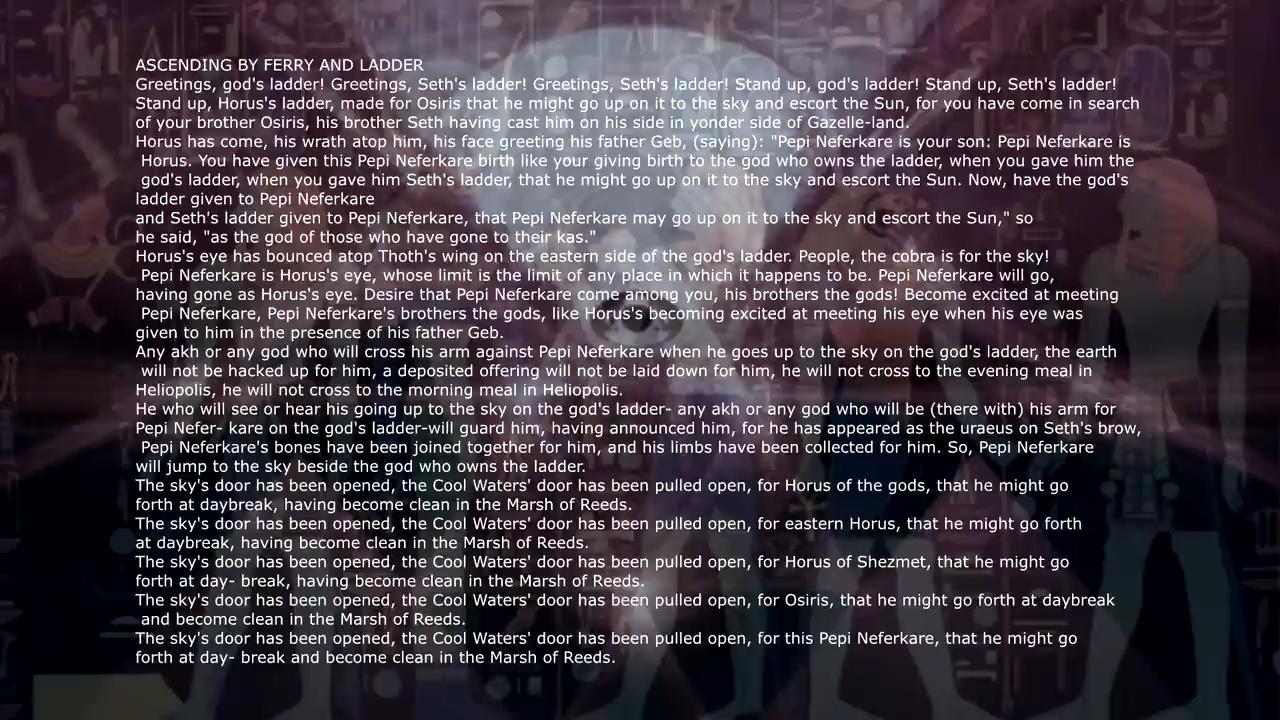 ASCENDING BY FERRY AND LADDER
Greetings, god's ladder! Greetings, Seth's ladder! Greetings, Seth's ladder! Stand up, god's ladder! Stand up, Seth's ladder!
Stand up, Horus's ladder, made for Osiris that he might go up on it to the sky and escort the Sun, for you have come in search
of your brother Osiris, his brother Seth having cast him on his side in yonder side of Gazelle-land.
Horus has come, his wrath atop him, his face greeting his father Geb, (saying): "Pepi Neferkare is your son: Pepi Neferkare is
Horus. You have given this Pepi Neferkare birth like your giving birth to the god who owns the ladder, when you gave him the
god's ladder, when you gave him Seth's ladder, that he might go up on it to the sky and escort the Sun. Now, have the god's
ladder given to Pepi Neferkare
and Seth's ladder given to Pepi Neferkare, that Pepi Neferkare may go up on it to the sky and escort the Sun," so
he said, "as the god of those who have gone to their kas."
Horus's eye has bounced atop Thoth's wing on the eastern side of the god's ladder. People, the cobra is for the sky!
Pepi Neferkare is Horus's eye, whose limit is the limit of any place in which it happens to be. Pepi Neferkare will go,
having gone as Horus's eye. Desire that Pepi Neferkare come among you, his brothers the gods! Become excited at meeting
Pepi Neferkare, Pepi Neferkare's brothers the gods, like Horus's becoming excited at meeting his eye when his eye was
given to him in the presence of his father Geb.
Any akh or any god who will cross his arm against Pepi Neferkare when he goes up to the sky on the god's ladder, the earth
will not be hacked up for him, a deposited offering will not be laid down for him, he will not cross to the evening meal in
Heliopolis, he will not cross to the morning meal in Heliopolis.
He who will see or hear his going up to the sky on the god's ladder- any akh or any god who will be (there with) his arm for
Pepi Nefer- kare on the god's ladder-will guard him, having announced him, for he has appeared as the uraeus on Seth's brow,
Pepi Neferkare's bones have been joined together for him, and his limbs have been collected for him. So, Pepi Neferkare
will jump to the sky beside the god who owns the ladder.
The sky's door has been opened, the Cool Waters' door has been pulled open, for Horus of the gods, that he might go
forth at daybreak, having become clean in the Marsh of Reeds.
The sky's door has been opened, the Cool Waters' door has been pulled open, for eastern Horus, that he might go forth
at daybreak, having become clean in the Marsh of Reeds.
The sky's door has been opened, the Cool Waters' door has been pulled open, for Horus of Shezmet, that he might go
forth at day- break, having become clean in the Marsh of Reeds.
The sky's door has been opened, the Cool Waters' door has been pulled open, for Osiris, that he might go forth at daybreak
and become clean in the Marsh of Reeds.
The sky's door has been opened, the Cool Waters' door has been pulled open, for this Pepi Neferkare, that he might go
forth at day- break and become clean in the Marsh of Reeds.